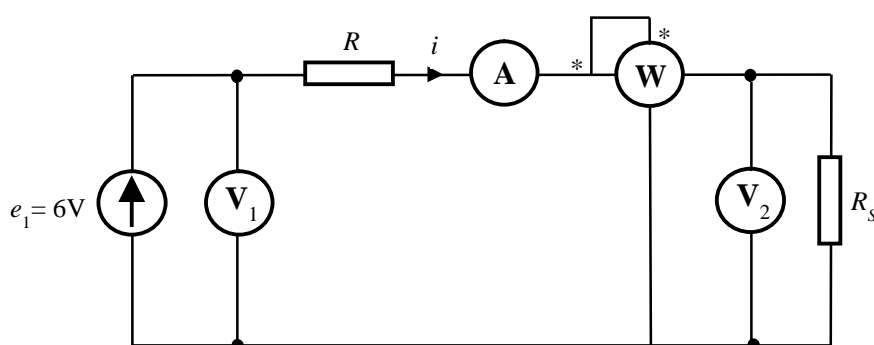 R
i
A
*
*
W
e₁= 6V
V₁
V₂
Rₛ